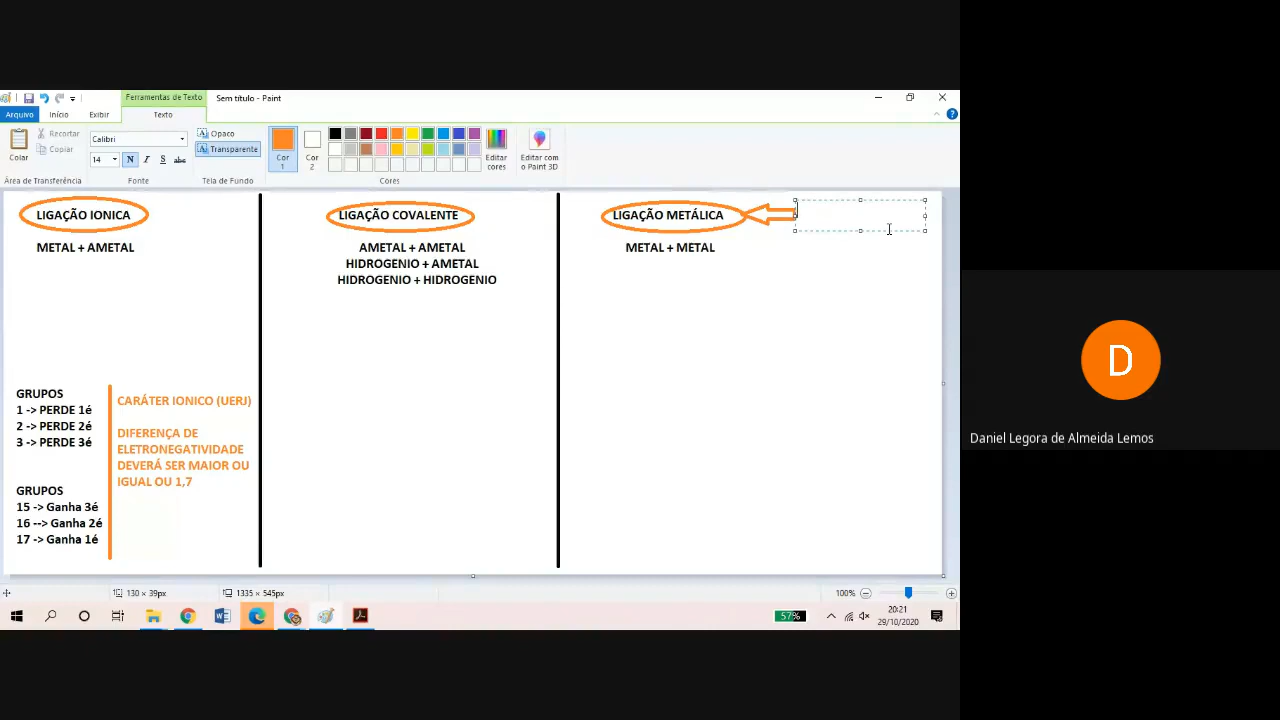 Ferramentas de Texto
Sem título - Paint
Arquivo
Início
Exibir
Texto
Colar
Recortar
Copiar
Área de Transferência
Calibri
14
N
I
S
abc
Fonte
Opaco
Transparente
Tela de Fundo
Cor
1
Cor
2
Cores
Editar
cores
Editar com
o Paint 3D
LIGAÇÃO IONICA
METAL + AMETAL
GRUPOS
1 -> PERDE 1é
2 -> PERDE 2é
3 -> PERDE 3é
GRUPOS
15 -> Ganha 3é
16 --> Ganha 2é
17 -> Ganha 1é
CARÁTER IONICO (UERJ)
DIFERENÇA DE
ELETRONEGATIVIDADE
DEVERÁ SER MAIOR OU
IGUAL OU 1,7
LIGAÇÃO COVALENTE
AMETAL + AMETAL
HIDROGENIO + AMETAL
HIDROGENIO + HIDROGENIO
LIGAÇÃO METÁLICA
METAL + METAL
130 × 39px
1335 × 545px
100%
57%
20:21
29/10/2020
D
Daniel Legora de Almeida Lemos